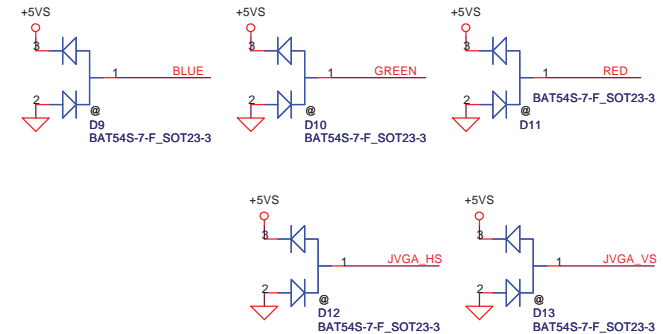 +5VS
3
1
BLUE
2
@
D9
BAT54S-7-F_SOT23-3
+5VS
3
1
GREEN
2
@
D10
BAT54S-7-F_SOT23-3
+5VS
3
1
RED
BAT54S-7-F_SOT23-3
2
@
D11
+5VS
3
1
JVGA_HS
2
@
D12
BAT54S-7-F_SOT23-3
+5VS
3
1
JVGA_VS
2
@
D13
BAT54S-7-F_SOT23-3